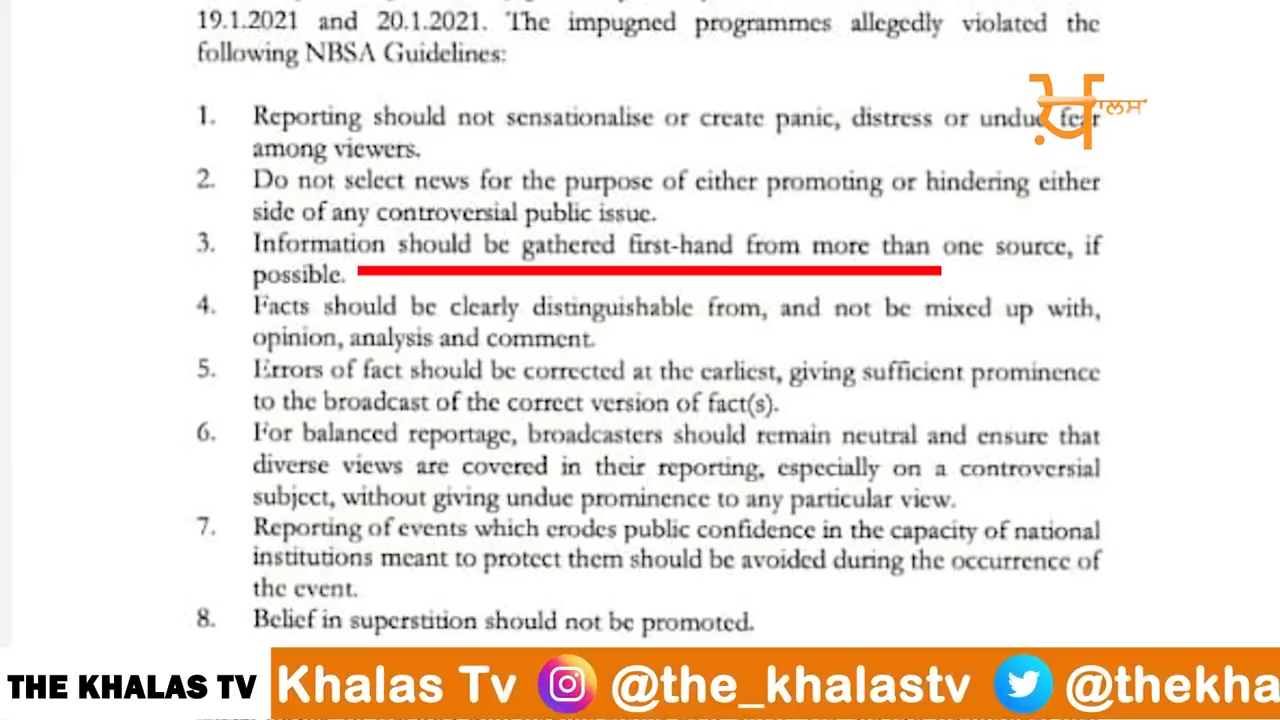 19.1.2021 and 20.1.2021. The impugned programmes allegedly violated the
following NBSA Guidelines:
1. Reporting should not sensationalise or create panic, distress or undue fear
among viewers.
2. Do not select news for the purpose of either promoting or hindering either
side of any controversial public issue.
3. Information should be gathered first-hand from more than one source, if
possible.
4. Facts should be clearly distinguishable from, and not be mixed up with,
opinion, analysis and comment.
5. Errors of fact should be corrected at the earliest, giving sufficient prominence
to the broadcast of the correct version of fact(s).
6. For balanced reportage, broadcasters should remain neutral and ensure that
diverse views are covered in their reporting, especially on a controversial
subject, without giving undue prominence to any particular view.
7. Reporting of events which erodes public confidence in the capacity of national
institutions meant to protect them should be avoided during the occurrence of
the event.
8. Belief in superstition should not be promoted.
ਖ਼ਾਲਸ
THE KHALAS TV Khalas Tv @the_khalastv @thekha